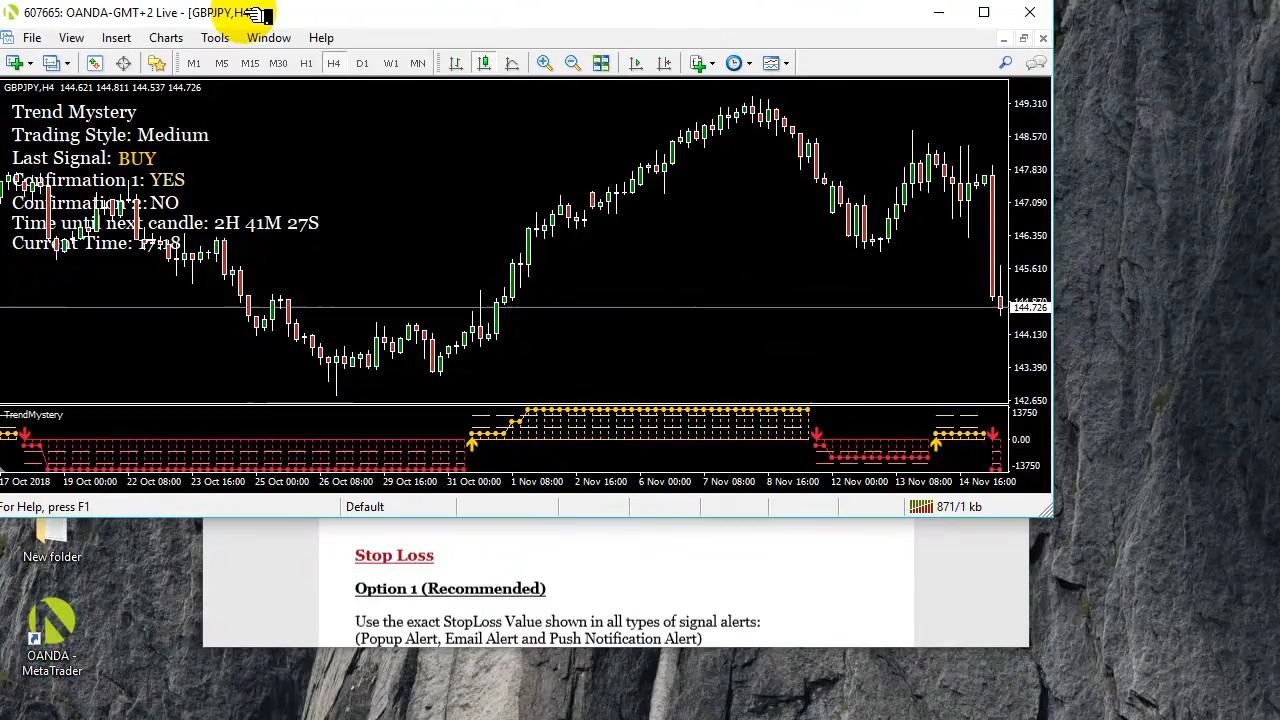 607665: OANDA-GMT+2 Live - [GBPJPY,H4]
File View Insert Charts Tools Window Help
M1 M5 M15 M30 H1 H4 D1 W1 MN
GBPJPY,H4 144.621 144.811 144.537 144.726
Trend Mystery
Trading Style: Medium
Last Signal: BUY
Confirmation 1: YES
Confirmation 2: NO
Time until next candle: 2H 41M 27S
Current Time: 17:18
149.310
148.570
147.830
147.090
146.350
145.610
144.870
144.726
144.130
143.390
142.650
TrendMystery
13750
0.00
-13750
17 Oct 2018 19 Oct 00:00 22 Oct 08:00 23 Oct 16:00 25 Oct 00:00 26 Oct 08:00 29 Oct 16:00 31 Oct 00:00 1 Nov 08:00 2 Nov 16:00 6 Nov 00:00 7 Nov 08:00 8 Nov 16:00 12 Nov 00:00 13 Nov 08:00 14 Nov 16:00
For Help, press F1 Default 871/1 kb
Stop Loss
Option 1 (Recommended)
Use the exact StopLoss Value shown in all types of signal alerts:
(Popup Alert, Email Alert and Push Notification Alert)
New folder
OANDA -
MetaTrader